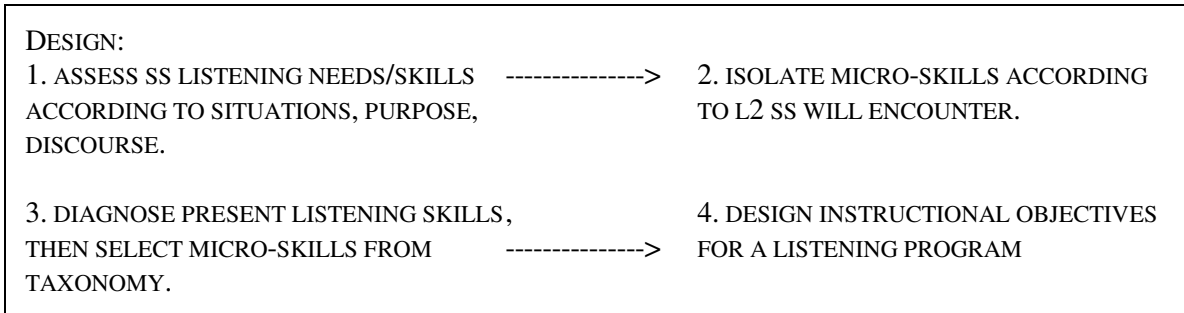 DESIGN:
1. ASSESS SS LISTENING NEEDS/SKILLS ---------------> 2. ISOLATE MICRO-SKILLS ACCORDING
ACCORDING TO SITUATIONS, PURPOSE, TO L2 SS WILL ENCOUNTER.
DISCOURSE.
3. DIAGNOSE PRESENT LISTENING SKILLS, 4. DESIGN INSTRUCTIONAL OBJECTIVES
THEN SELECT MICRO-SKILLS FROM ---------------> FOR A LISTENING PROGRAM
TAXONOMY.